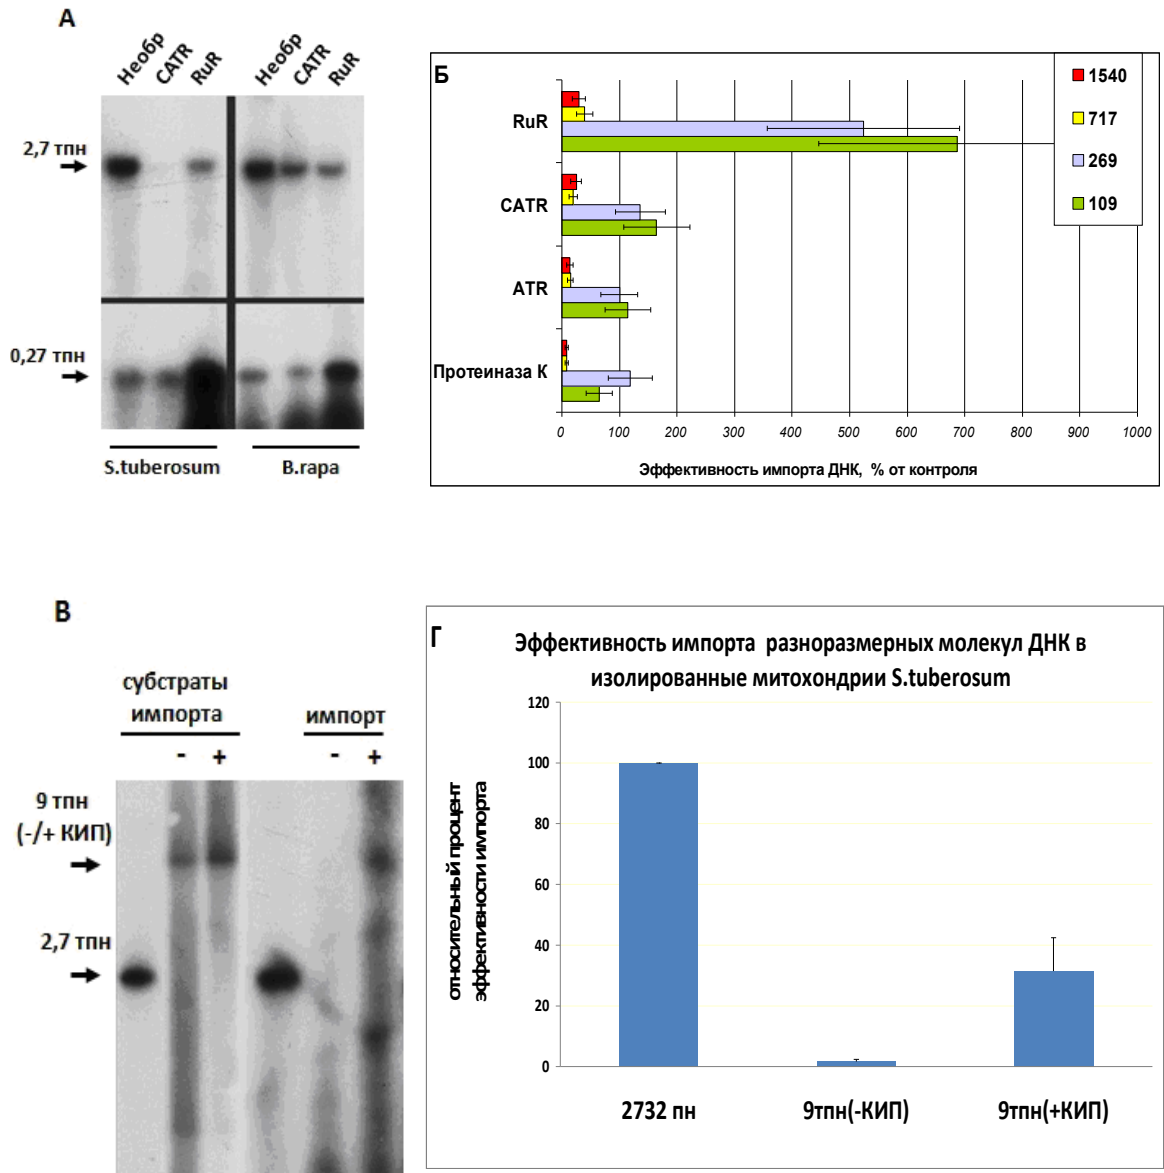 А
Необр
CATR
RuR
Необр
CATR
RuR
2,7 тпн
0,27 тпн
S.tuberosum
B.rapa
Б
RuR
CATR
ATR
Протеиназа К
1540
717
269
109
0 100 200 300 400 500 600 700 800 900 1000
Эффективность импорта ДНК, % от контроля
В
субстраты
импорта
импорт
- + - +
9 тпн
(-/+ КИП)
2,7 тпн
Г
Эффективность импорта разноразмерных молекул ДНК в
изолированные митохондрии S.tuberosum
относительный процент
эффективности импорта
120
100
80
60
40
20
0
2732 пн
9тпн(-КИП)
9тпн(+КИП)